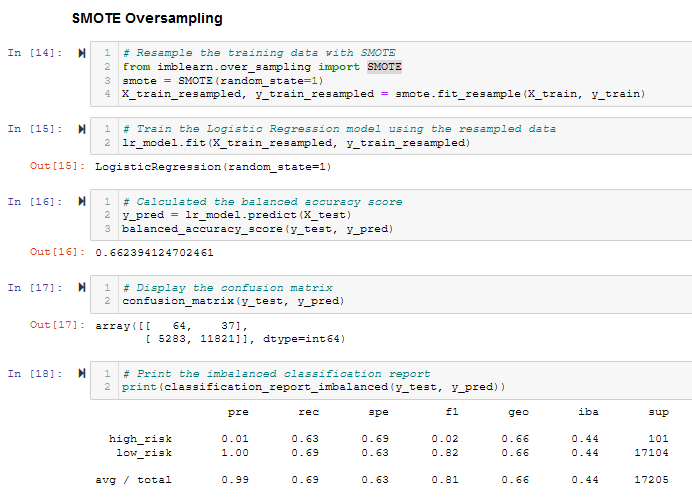 SMOTE Oversampling
In [14]:
1 # Resample the training data with SMOTE
2 from imblearn.over_sampling import SMOTE
3 smote = SMOTE(random_state=1)
4 X_train_resampled, y_train_resampled = smote.fit_resample(X_train, y_train)
In [15]:
1 # Train the Logistic Regression model using the resampled data
2 lr_model.fit(X_train_resampled, y_train_resampled)
Out[15]: LogisticRegression(random_state=1)
In [16]:
1 # Calculated the balanced accuracy score
2 y_pred = lr_model.predict(X_test)
3 balanced_accuracy_score(y_test, y_pred)
Out[16]: 0.662394124702461
In [17]:
1 # Display the confusion matrix
2 confusion_matrix(y_test, y_pred)
Out[17]: array([[ 64, 37],
[ 5283, 11821]], dtype=int64)
In [18]:
1 # Print the imbalanced classification report
2 print(classification_report_imbalanced(y_test, y_pred))
pre rec spe f1 geo iba sup
high_risk 0.01 0.63 0.69 0.02 0.66 0.44 101
low_risk 1.00 0.69 0.63 0.82 0.66 0.44 17104
avg / total 0.99 0.69 0.63 0.81 0.66 0.44 17205